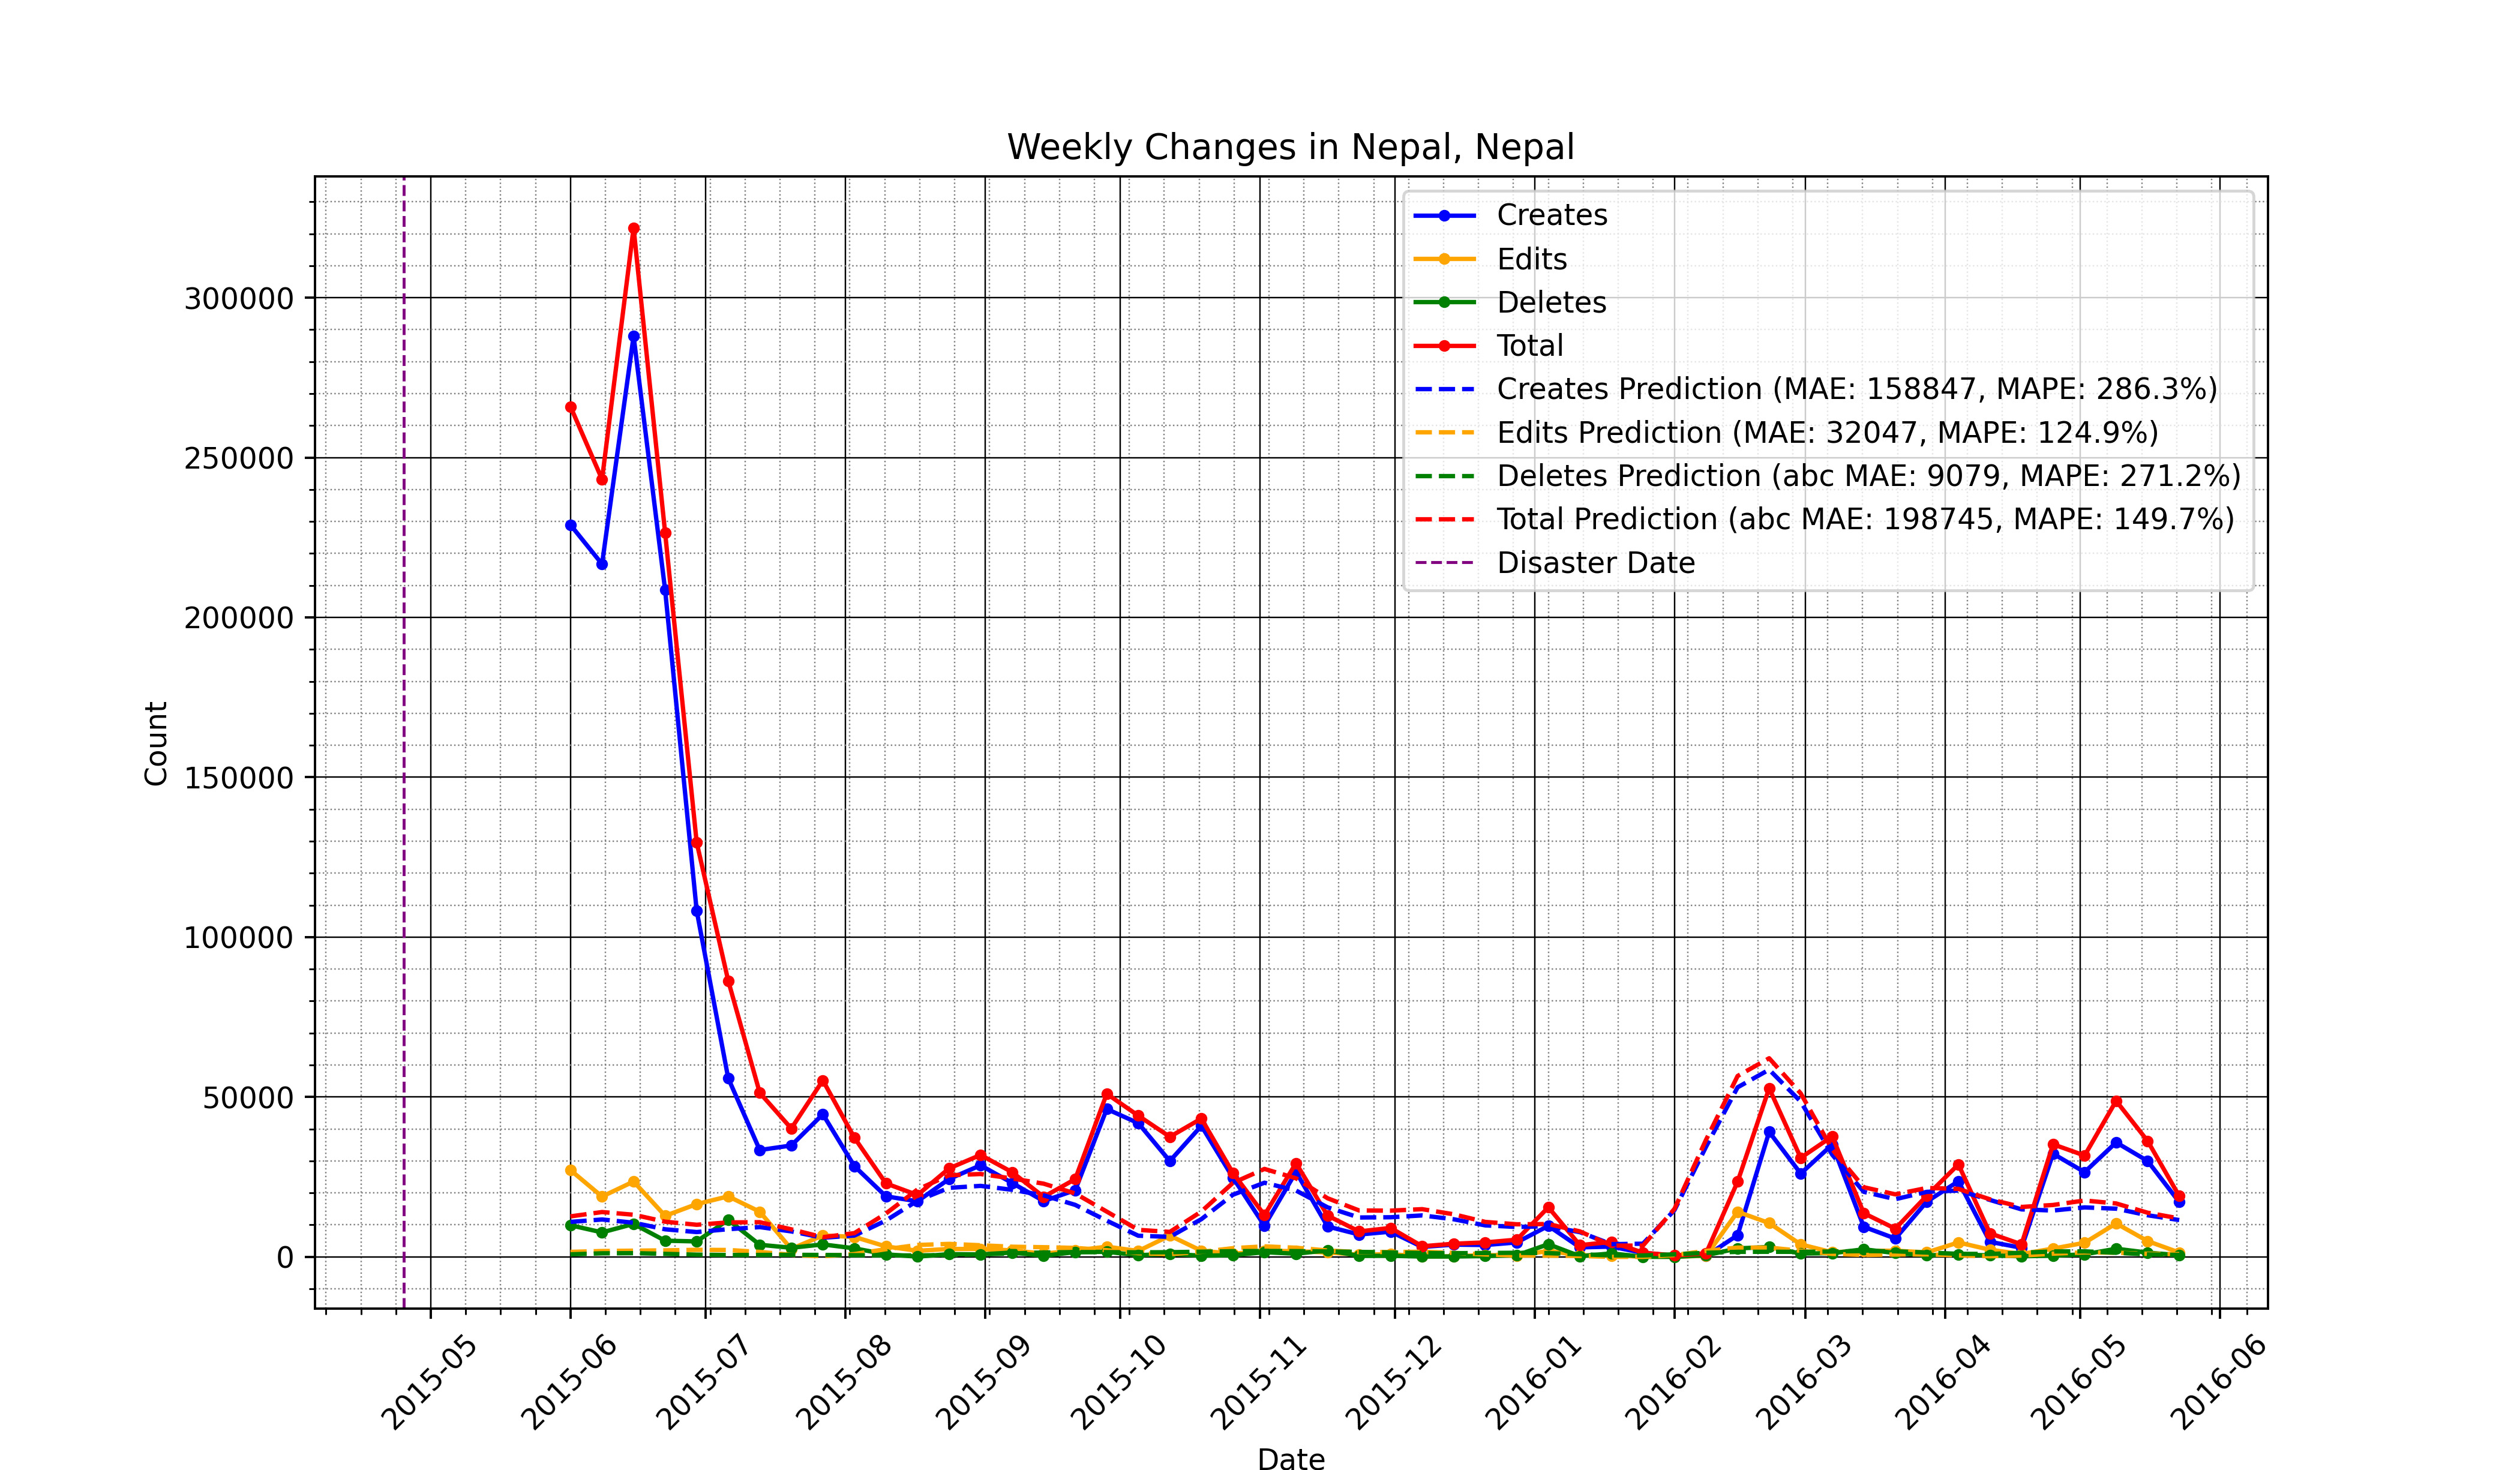 Weekly Changes in Nepal, Nepal
Creates
Edits
Deletes
Total
Creates Prediction (MAE: 158847, MAPE: 286.3%)
Edits Prediction (MAE: 32047, MAPE: 124.9%)
Deletes Prediction (abc MAE: 9079, MAPE: 271.2%)
Total Prediction (abc MAE: 198745, MAPE: 149.7%)
Disaster Date
Count
300000
250000
200000
150000
100000
50000
0
2015-05
2015-06
2015-07
2015-08
2015-09
2015-10
2015-11
2015-12
2016-01
2016-02
2016-03
2016-04
2016-05
2016-06
Date